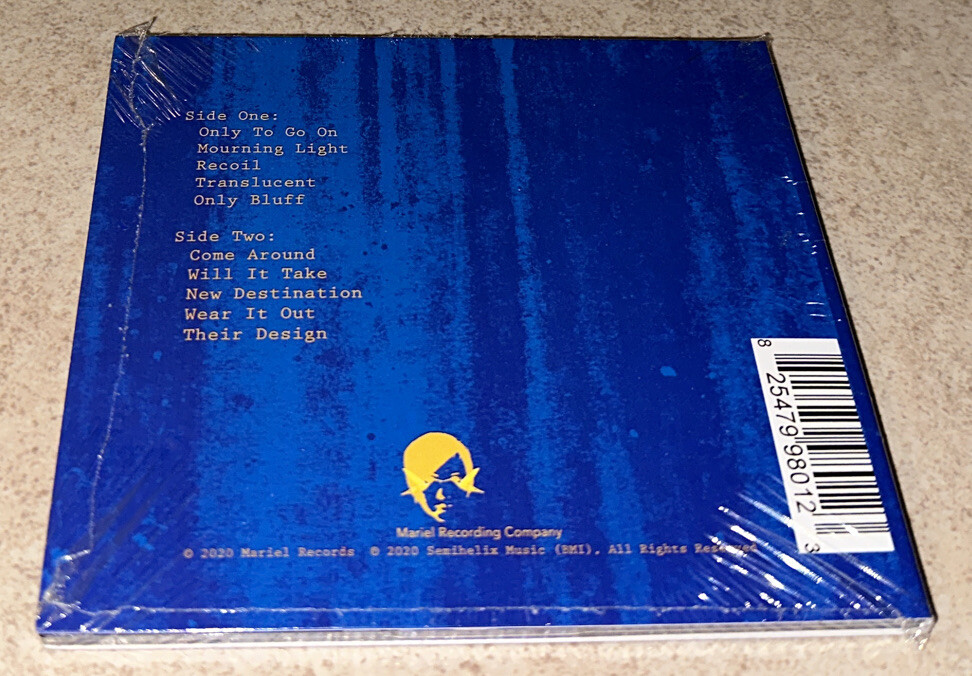 Side One:
Only To Go On
Mourning Light
Recoil
Translucent
Only Bluff
Side Two:
Come Around
Will It Take
New Destination
Wear It Out
Their Design
Mariel Recording Company
© 2020 Mariel Records ℗ 2020 Semihelix Music (BMI), All Rights Reserved
8 25479 98012 3